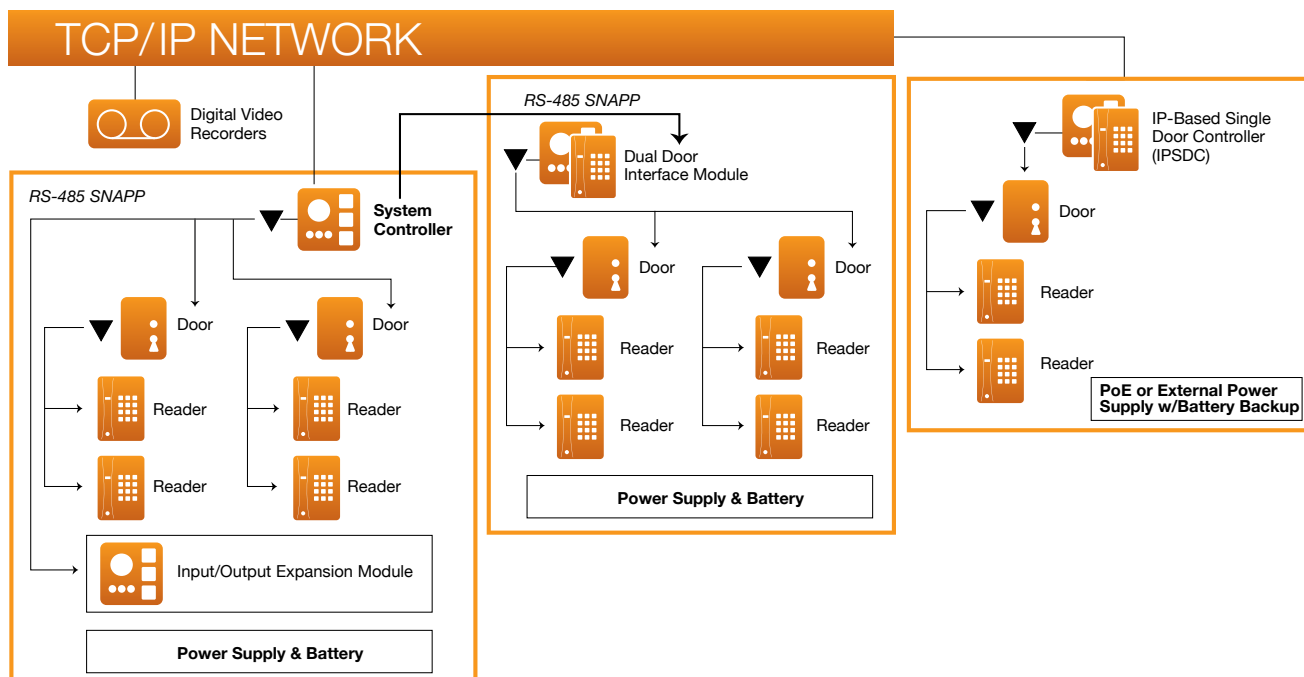 TCP/IP NETWORK
Digital Video
Recorders
RS-485 SNAPP
System
Controller
Door
Door
Reader
Reader
Reader
Reader
Input/Output Expansion Module
Power Supply & Battery
RS-485 SNAPP
Dual Door
Interface Module
Door
Door
Reader
Reader
Reader
Reader
Power Supply & Battery
IP-Based Single
Door Controller
(IPSDC)
Door
Reader
Reader
PoE or External Power
Supply w/Battery Backup